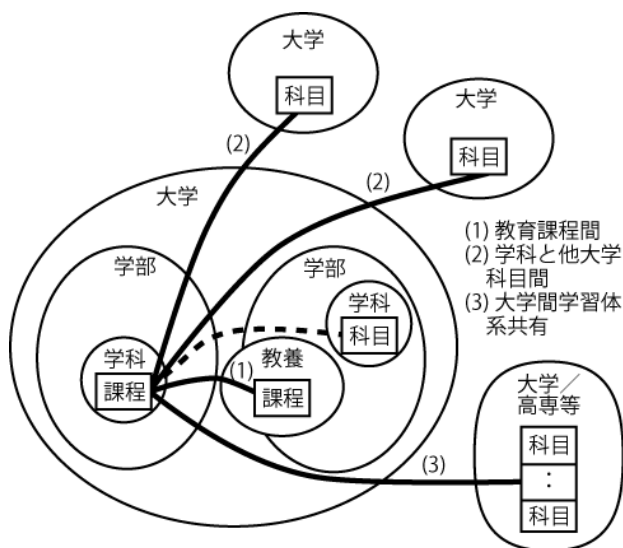 大学
科目
(2)
大学
科目
(2)
大学
学部
学部
学科
科目
学科
課程
教養
(1)
課程
(3)
(1) 教育課程間
(2) 学科と他大学
科目間
(3) 大学間学習体
系共有
大学／
高専等
科目
：
科目